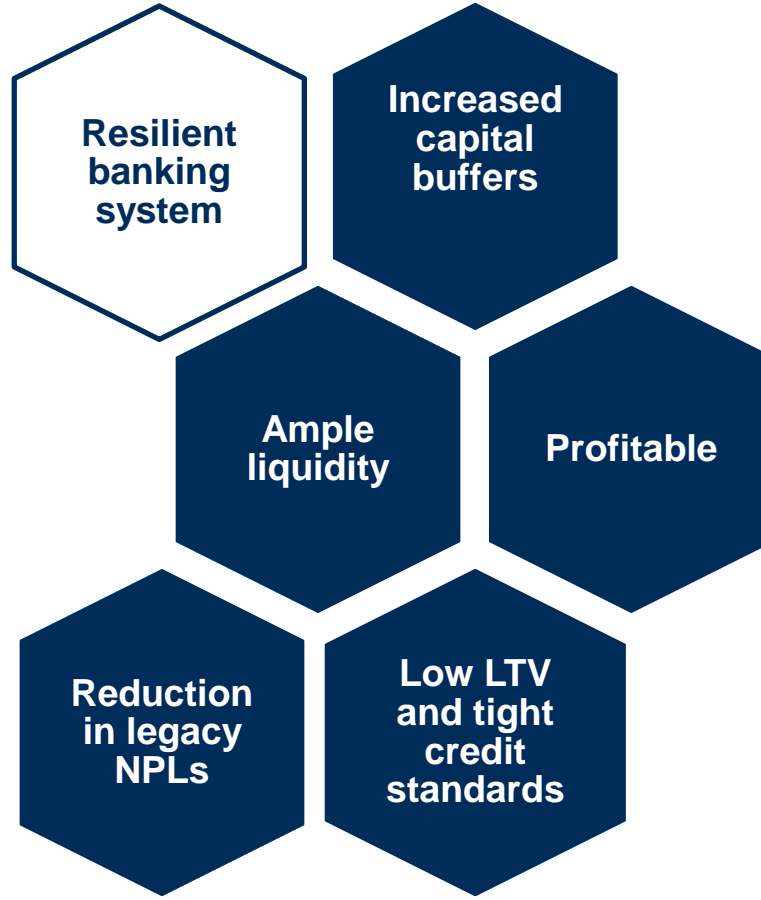 Resilient
banking
system
Increased
capital
buffers
Ample
liquidity
Profitable
Reduction
in legacy
NPLs
Low LTV
and tight
credit
standards